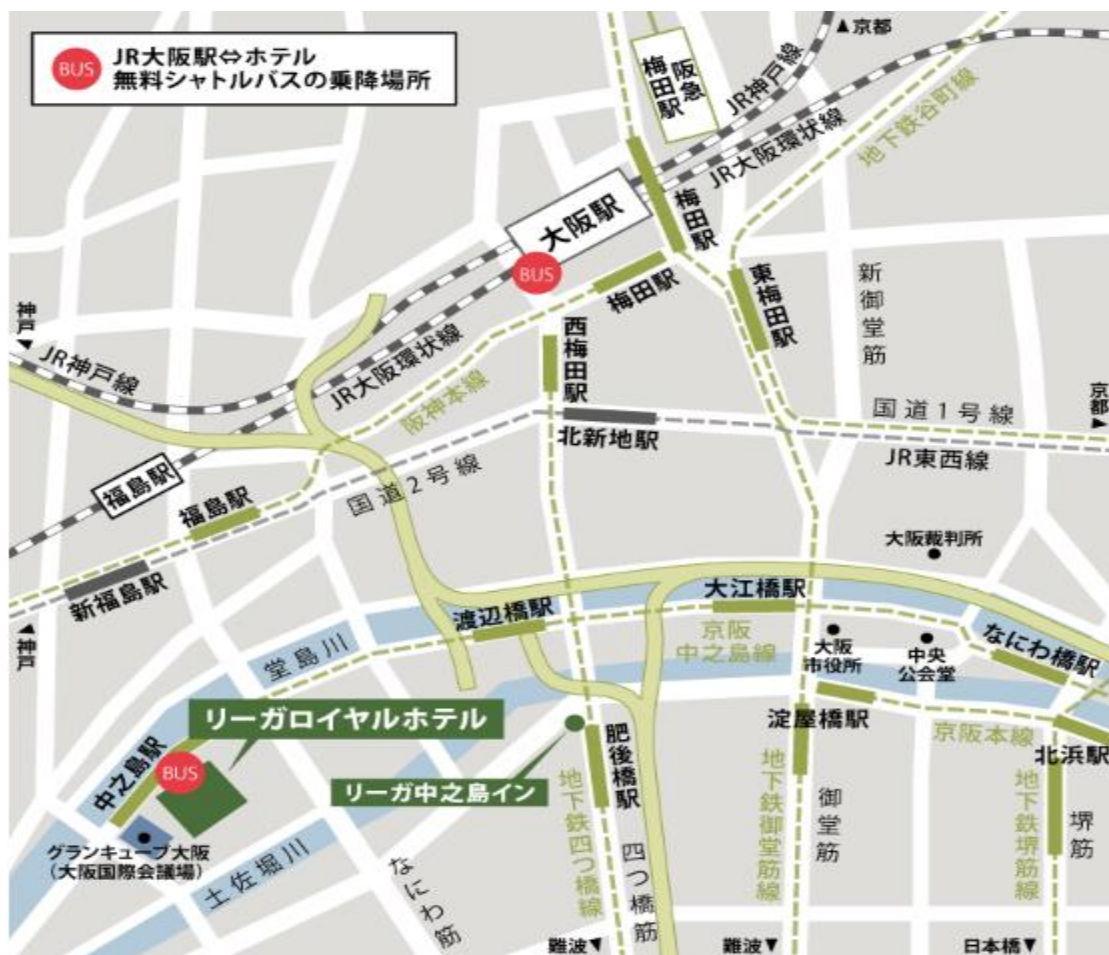 BUS
JR大阪駅⇔ホテル
無料シャトルバスの乗降場所
▲京都
阪急
梅田駅
JR神戸線
JR大阪環状線
地下鉄谷町線
大阪駅
BUS
梅田駅
梅田駅
東梅田駅
新御堂筋
神戸▼
JR神戸線
JR大阪環状線
阪神本線
西梅田駅
北新地駅
国道1号線
京都▲
JR東西線
福島駅
福島駅
国道2号線
新福島駅
大阪裁判所
▲神戸
堂島川
渡辺橋駅
大江橋駅
京阪
中之島線
大阪
市役所
中央
公会堂
なにわ橋駅
リーガロイヤルホテル
中之島駅
BUS
リーガ中之島イン
肥後橋駅
淀屋橋駅
京阪本線
北浜駅
グランキューブ大阪
(大阪国際会議場)
土佐堀川
なにわ筋
地下鉄四つ橋線
四つ橋筋
地下鉄御堂筋線
御堂筋
地下鉄堺筋線
堺筋
難波▼
難波▼
日本橋▼